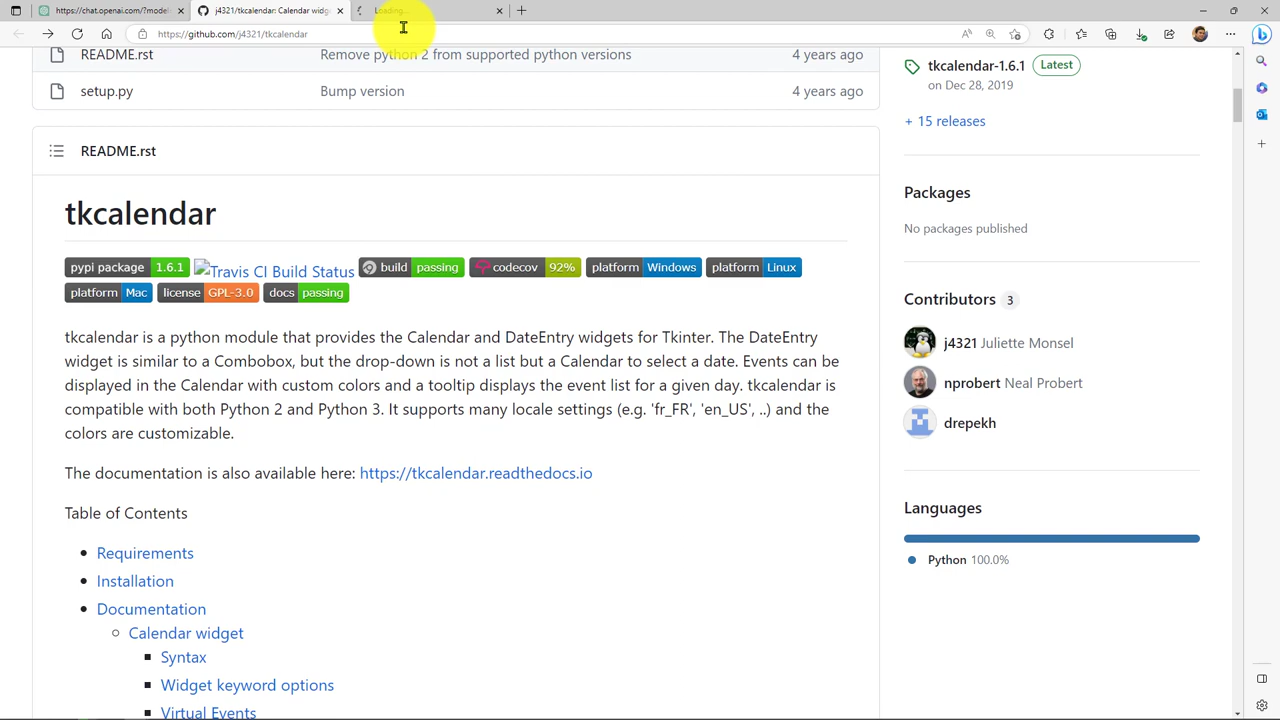 https://chat.openai.com/?model
j4321/tkcalendar: Calendar widg
Loading...
https://github.com/j4321/tkcalendar
README.rst
Remove python 2 from supported python versions
4 years ago
setup.py
Bump version
4 years ago
README.rst
tkcalendar
pypi package 1.6.1
Travis CI Build Status
build passing
codecov 92%
platform Windows
platform Linux
platform Mac
license GPL-3.0
docs passing
tkcalendar is a python module that provides the Calendar and DateEntry widgets for Tkinter. The DateEntry
widget is similar to a Combobox, but the drop-down is not a list but a Calendar to select a date. Events can be
displayed in the Calendar with custom colors and a tooltip displays the event list for a given day. tkcalendar is
compatible with both Python 2 and Python 3. It supports many locale settings (e.g. 'fr_FR', 'en_US', ..) and the
colors are customizable.
The documentation is also available here: https://tkcalendar.readthedocs.io
Table of Contents
Requirements
Installation
Documentation
Calendar widget
Syntax
Widget keyword options
Virtual Events
tkcalendar-1.6.1
Latest
on Dec 28, 2019
+ 15 releases
Packages
No packages published
Contributors 3
j4321 Juliette Monsel
nprobert Neal Probert
drepekh
Languages
Python 100.0%